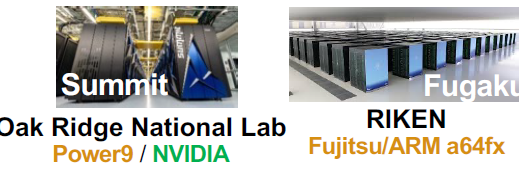 Summit
Oak Ridge National Lab
Power9 / NVIDIA
Fugaku
RIKEN
Fujitsu/ARM a64fx